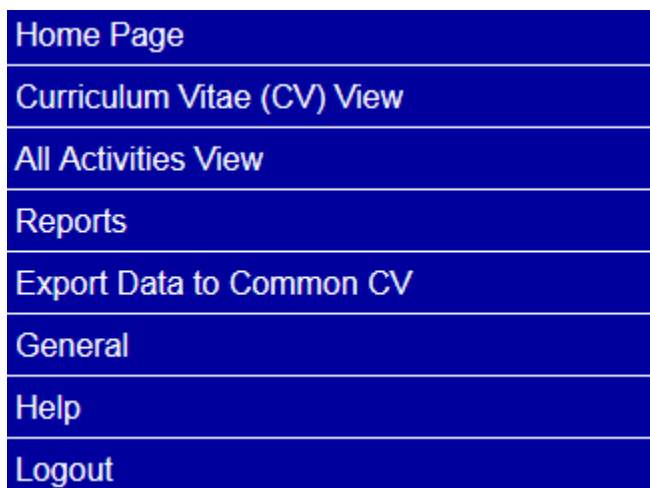 Home Page
Curriculum Vitae (CV) View
All Activities View
Reports
Export Data to Common CV
General
Help
Logout